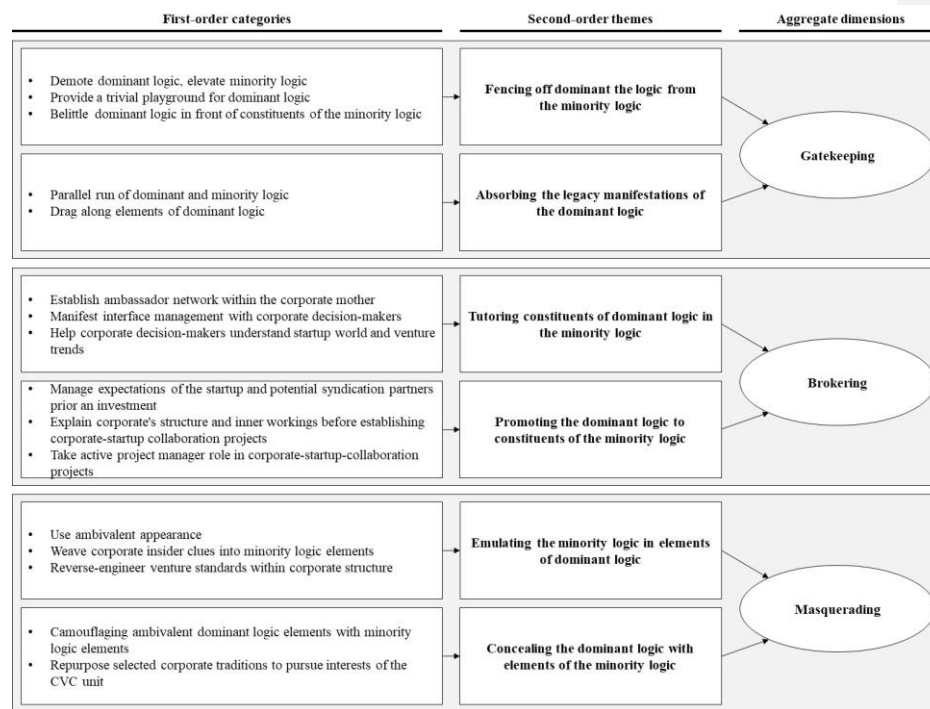 First-order categories
Second-order themes
Aggregate dimensions
• Demote dominant logic, elevate minority logic
• Provide a trivial playground for dominant logic
• Belittle dominant logic in front of constituents of the minority logic
Fencing off dominant the logic from
the minority logic
Gatekeeping
• Parallel run of dominant and minority logic
• Drag along elements of dominant logic
Absorbing the legacy manifestations of
the dominant logic
• Establish ambassador network within the corporate mother
• Manifest interface management with corporate decision-makers
• Help corporate decision-makers understand startup world and venture
trends
Tutoring constituents of dominant logic in
the minority logic
Brokering
• Manage expectations of the startup and potential syndication partners
prior an investment
• Explain corporate's structure and inner workings before establishing
corporate-startup collaboration projects
• Take active project manager role in corporate-startup-collaboration
projects
Promoting the dominant logic to
constituents of the minority logic
• Use ambivalent appearance
• Weave corporate insider clues into minority logic elements
• Reverse-engineer venture standards within corporate structure
Emulating the minority logic in elements
of dominant logic
Masquerading
• Camouflaging ambivalent dominant logic elements with minority
logic elements
• Repurpose selected corporate traditions to pursue interests of the
CVC unit
Concealing the dominant logic with
elements of the minority logic